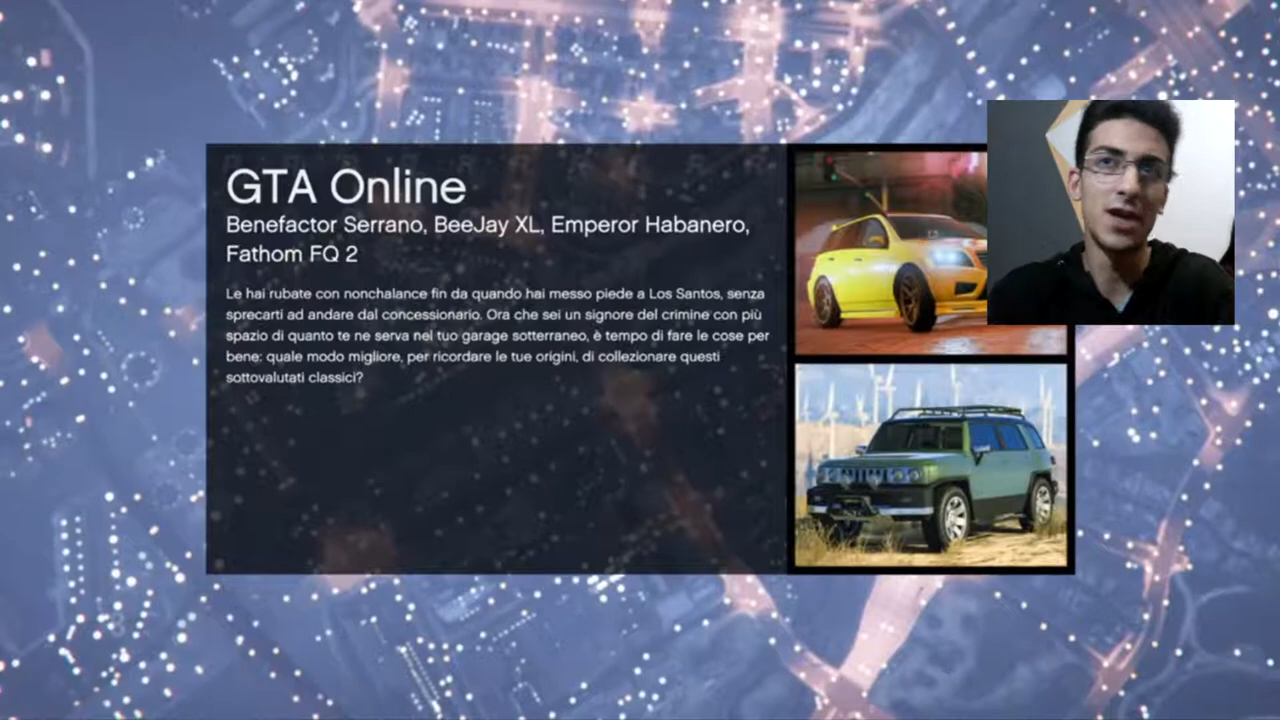 GTA Online
Benefactor Serrano, BeeJay XL, Emperor Habanero,
Fathom FQ 2
Le hai rubate con nonchalance fin da quando hai messo piede a Los Santos, senza
sprecarti ad andare dal concessionario. Ora che sei un signore del crimine con più
spazio di quanto te ne serva nel tuo garage sotterraneo, è tempo di fare le cose per
bene: quale modo migliore, per ricordare le tue origini, di collezionare questi
sottovalutati classici?